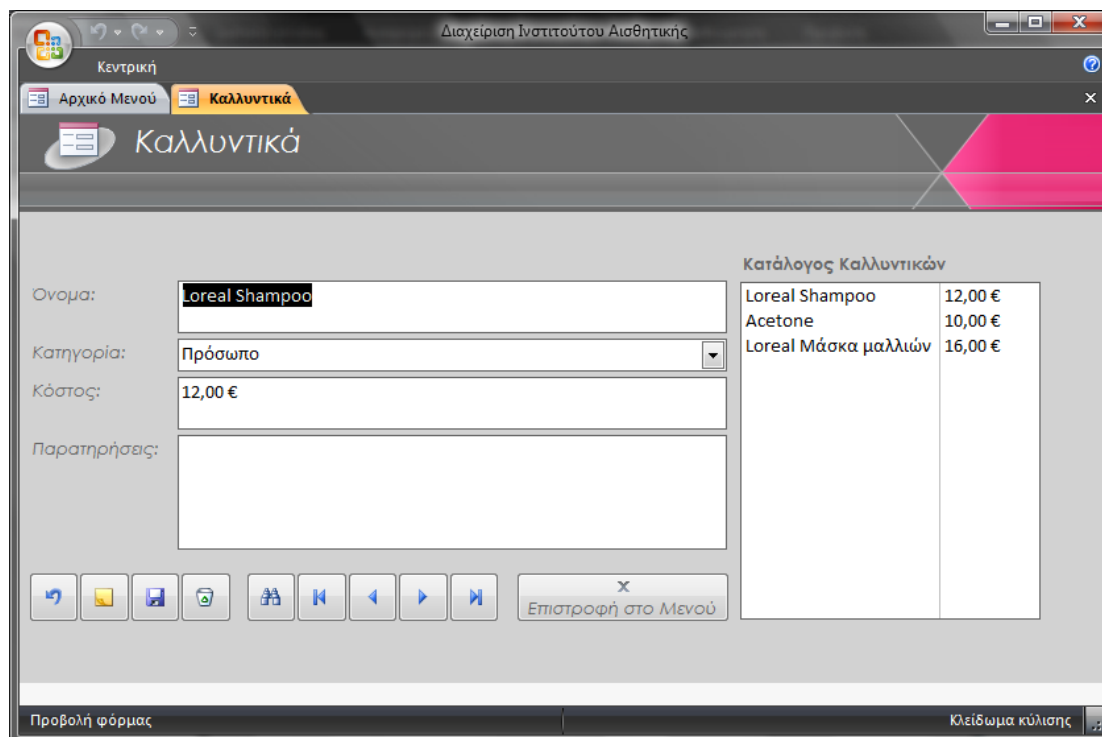 Διαχείριση Ινστιτούτου Αισθητικής
Κεντρική
Αρχικό Μενού
Καλλυντικά
Καλλυντικά
Κατάλογος Καλλυντικών
Όνομα:
Loreal Shampoo
Κατηγορία:
Πρόσωπο
Κόστος:
12,00 €
Παρατηρήσεις:
Loreal Shampoo 12,00 €
Acetone 10,00 €
Loreal Μάσκα μαλλιών 16,00 €
x
Επιστροφή στο Μενού
Προβολή φόρμας
Κλείδωμα κύλισης